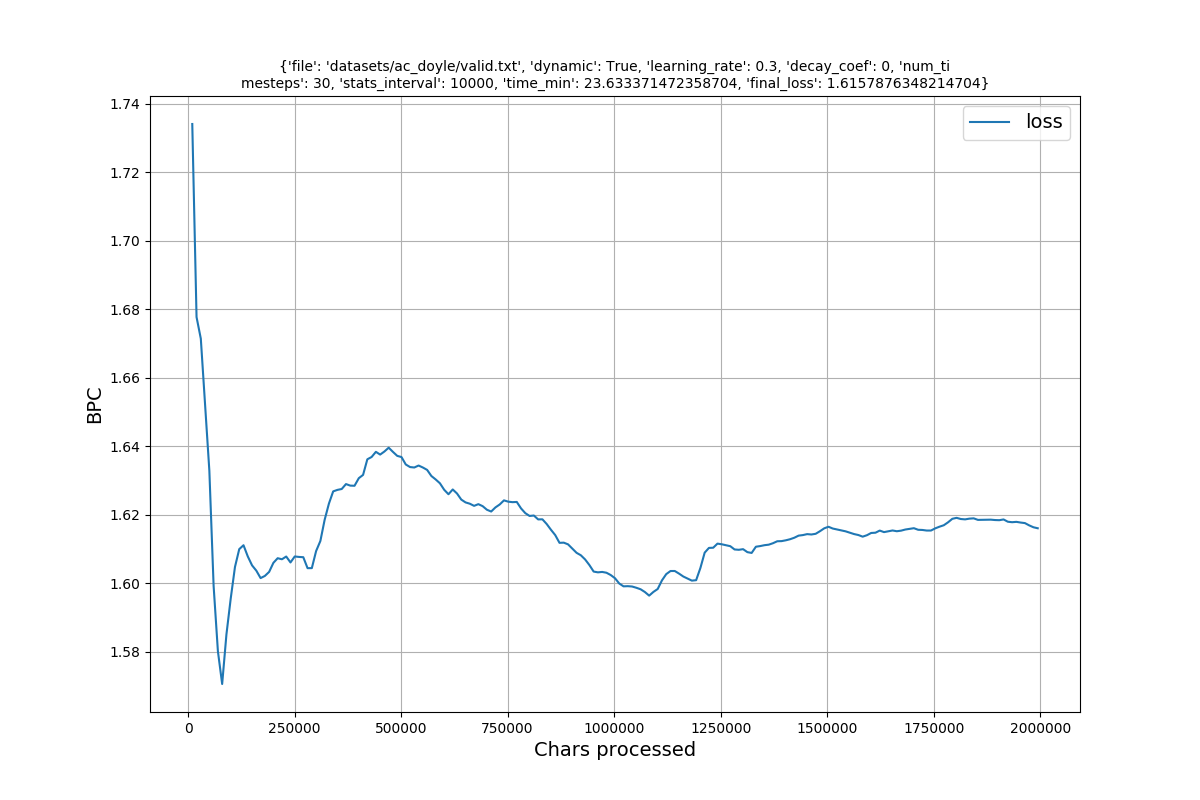 {'file': 'datasets/ac_doyle/valid.txt', 'dynamic': True, 'learning_rate': 0.3, 'decay_coef': 0, 'num_ti
mesteps': 30, 'stats_interval': 10000, 'time_min': 23.633371472358704, 'final_loss': 1.6157876348214704}
loss
1.74
1.72
1.70
1.68
1.66
1.64
1.62
1.60
1.58
BPC
0 250000 500000 750000 1000000 1250000 1500000 1750000 2000000
Chars processed